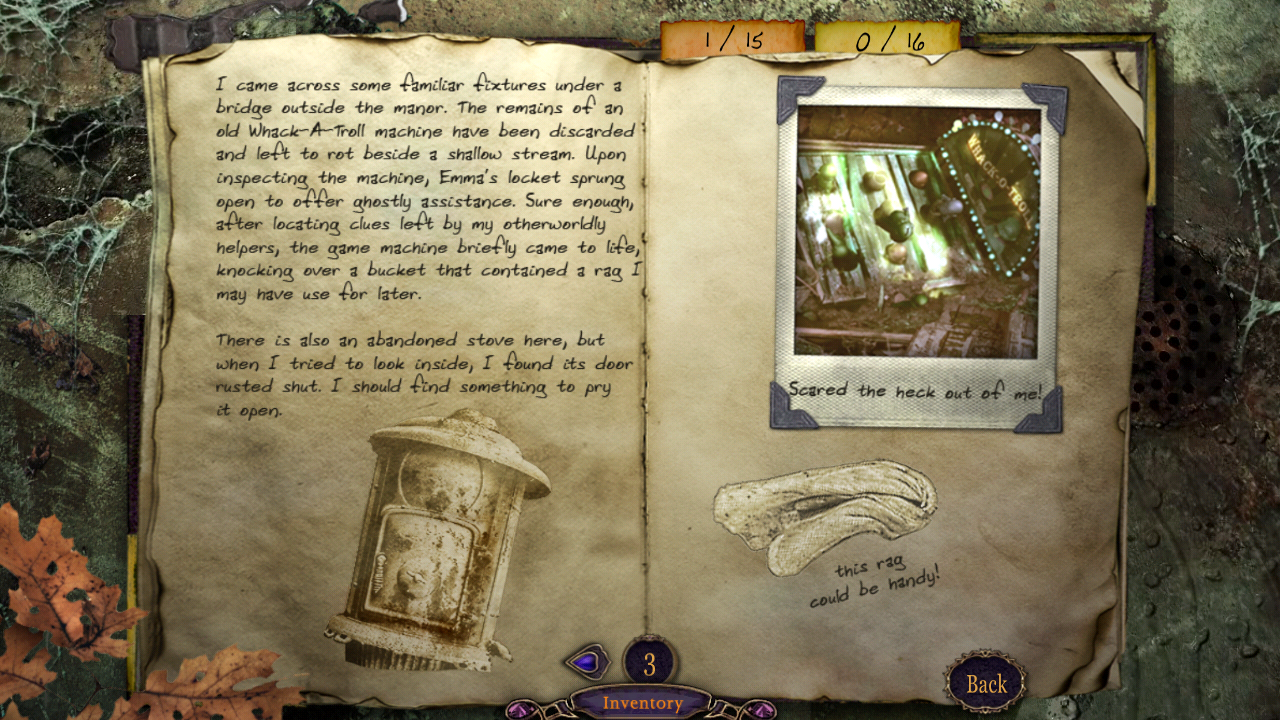 1 / 15
0 / 16
I came across some familiar fixtures under a
bridge outside the manor. The remains of an
old Whack-A-Troll machine have been discarded
and left to rot beside a shallow stream. Upon
inspecting the machine, Emma's locket sprung
open to offer ghostly assistance. Sure enough,
after locating clues left by my otherworldly
helpers, the game machine briefly came to life,
knocking over a bucket that contained a rag I
may have use for later.
There is also an abandoned stove here, but
when I tried to look inside, I found its door
rusted shut. I should find something to pry
it open.
WHACK-O-TROLL
Scared the heck out of me!
this rag
could be handy!
3
Inventory
Back